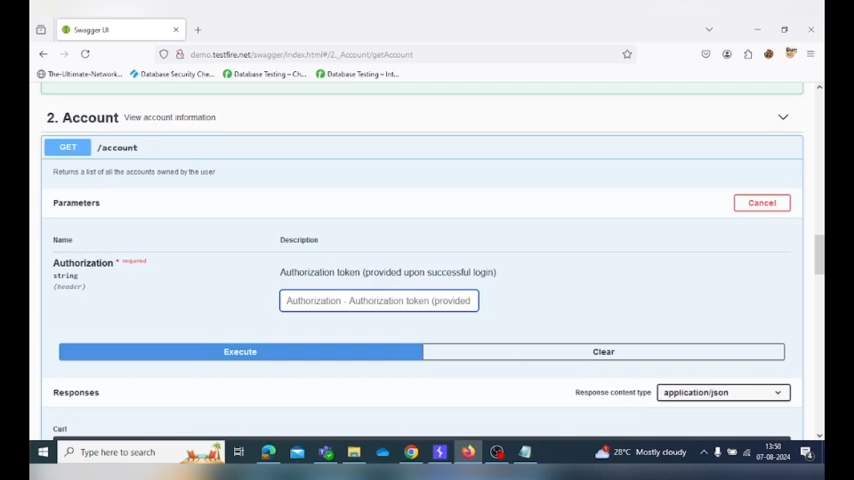 Swagger UI
demo.testfire.net/swagger/index.html#/2._Account/getAccount
The-Ultimate-Network...
Database Security Che...
Database Testing – Ch...
Database Testing – Int...
2. Account View account information
GET /account
Returns a list of all the accounts owned by the user
Parameters
Cancel
Name Description
Authorization * required
string
(header)
Authorization token (provided upon successful login)
Authorization - Authorization token (provided
Execute
Clear
Responses
Response content type
application/json
Curl
Type here to search
28°C Mostly cloudy
13:50
07-08-2024
4